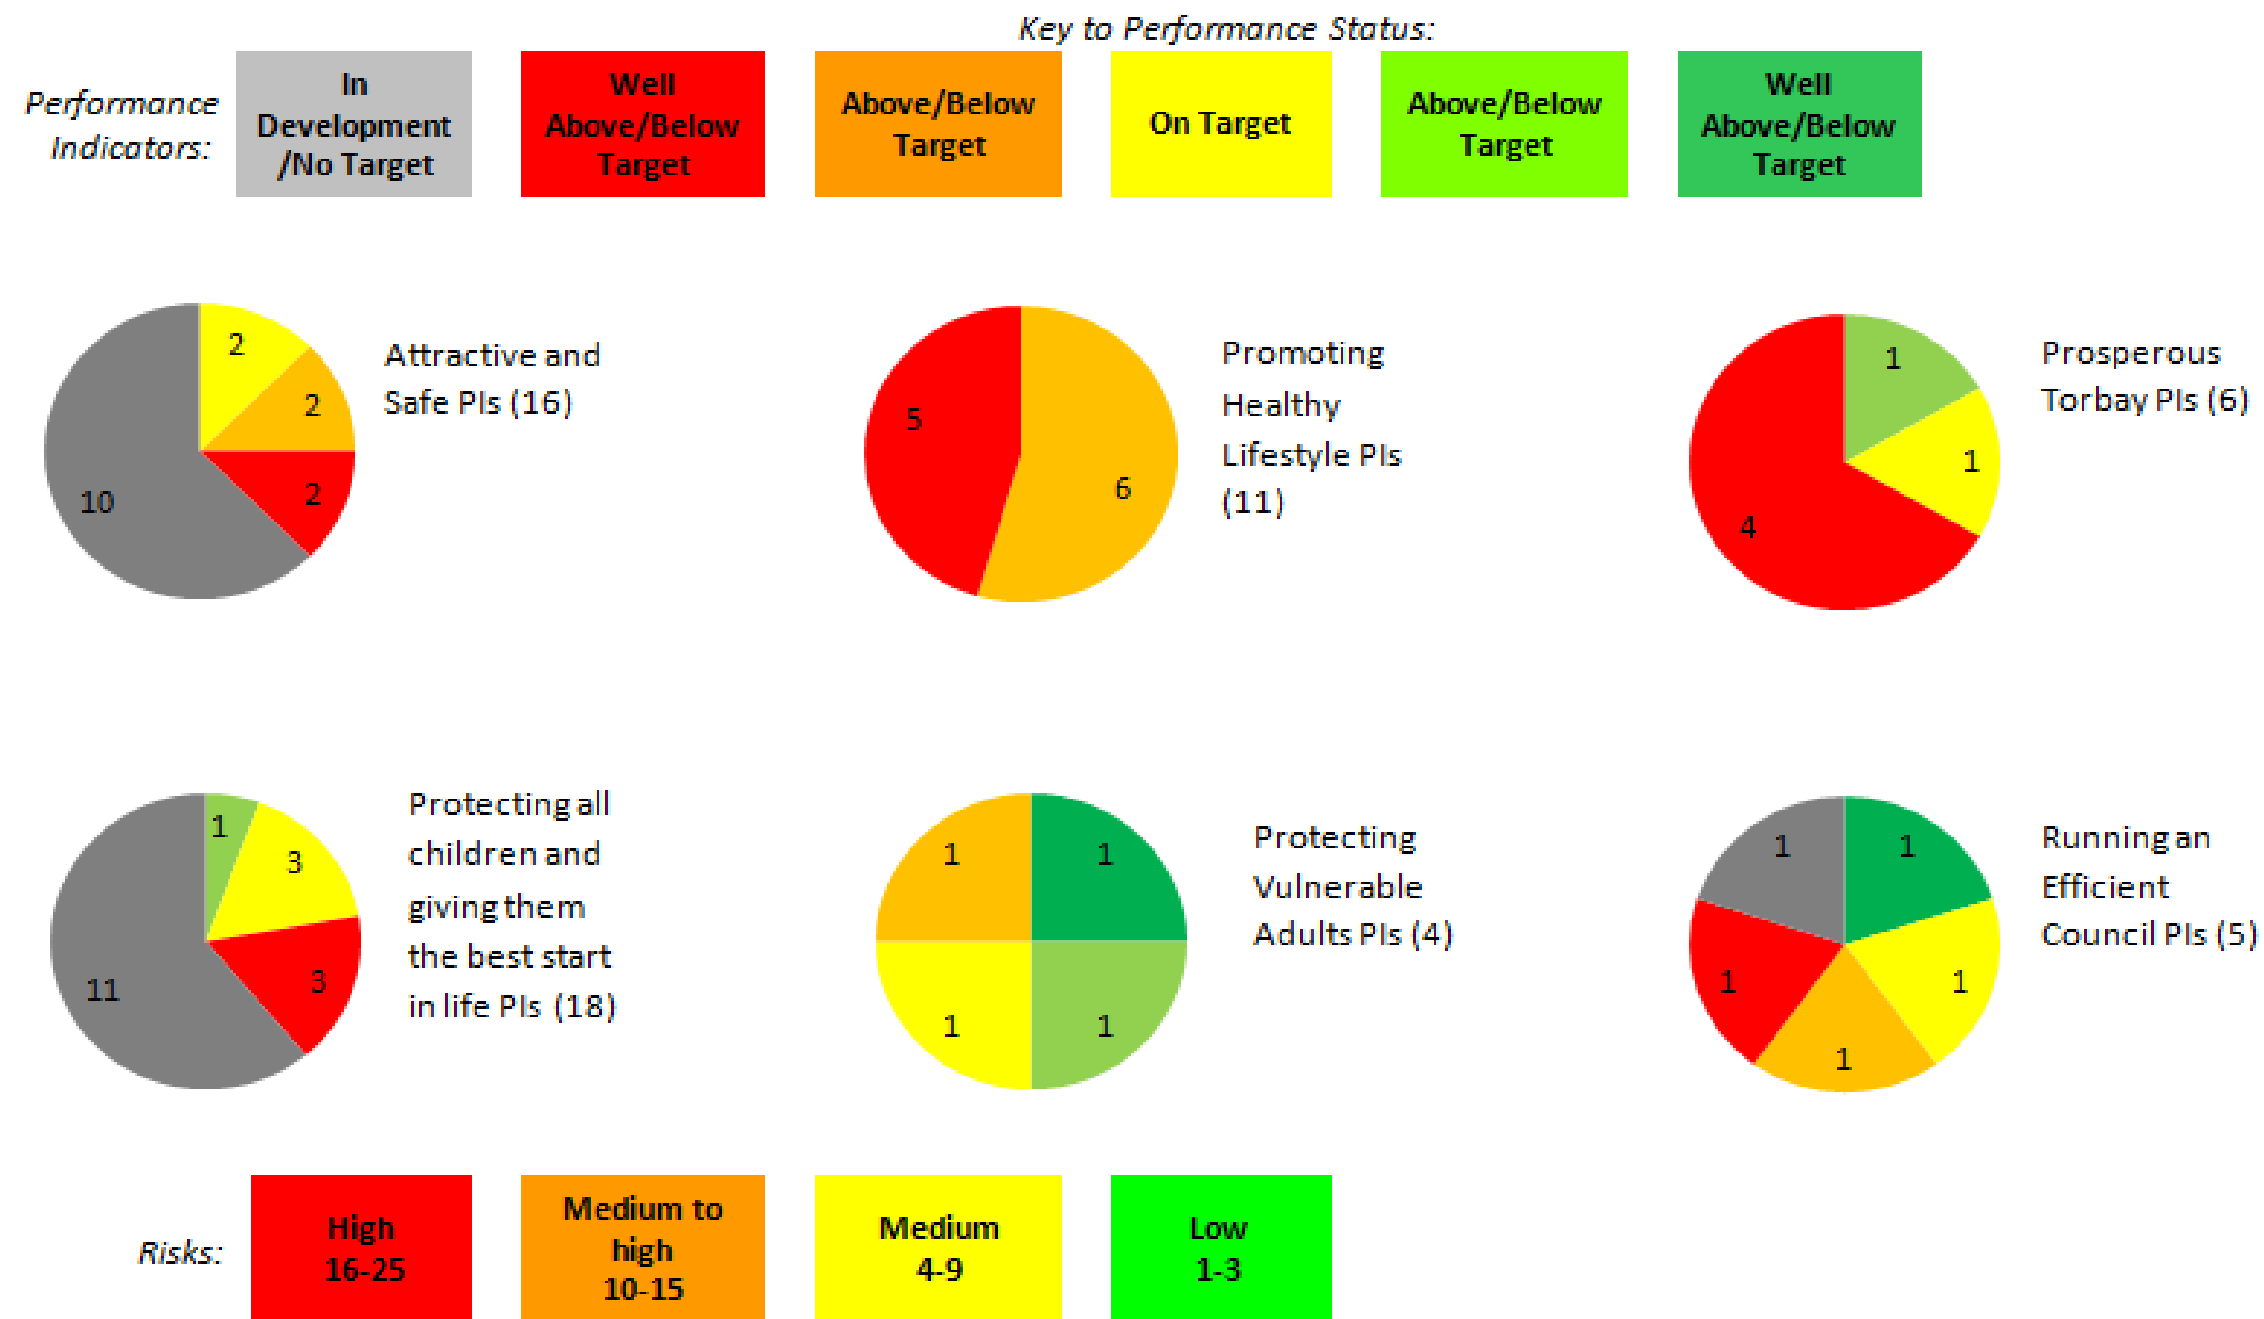 Key to Performance Status:
Performance
Indicators:
In
Development
/No Target
Well
Above/Below
Target
Above/Below
Target
On Target
Above/Below
Target
Well
Above/Below
Target
2
2
2
10
Attractive and
Safe PIs (16)
5
6
Promoting
Healthy
Lifestyle PIs
(11)
1
1
4
Prosperous
Torbay PIs (6)
1
3
3
11
Protecting all
children and
giving them
the best start
in life PIs (18)
1
1
1
1
Protecting
Vulnerable
Adults PIs (4)
1
1
1
1
1
Running an
Efficient
Council PIs (5)
Risks:
High
16-25
Medium to
high
10-15
Medium
4-9
Low
1-3